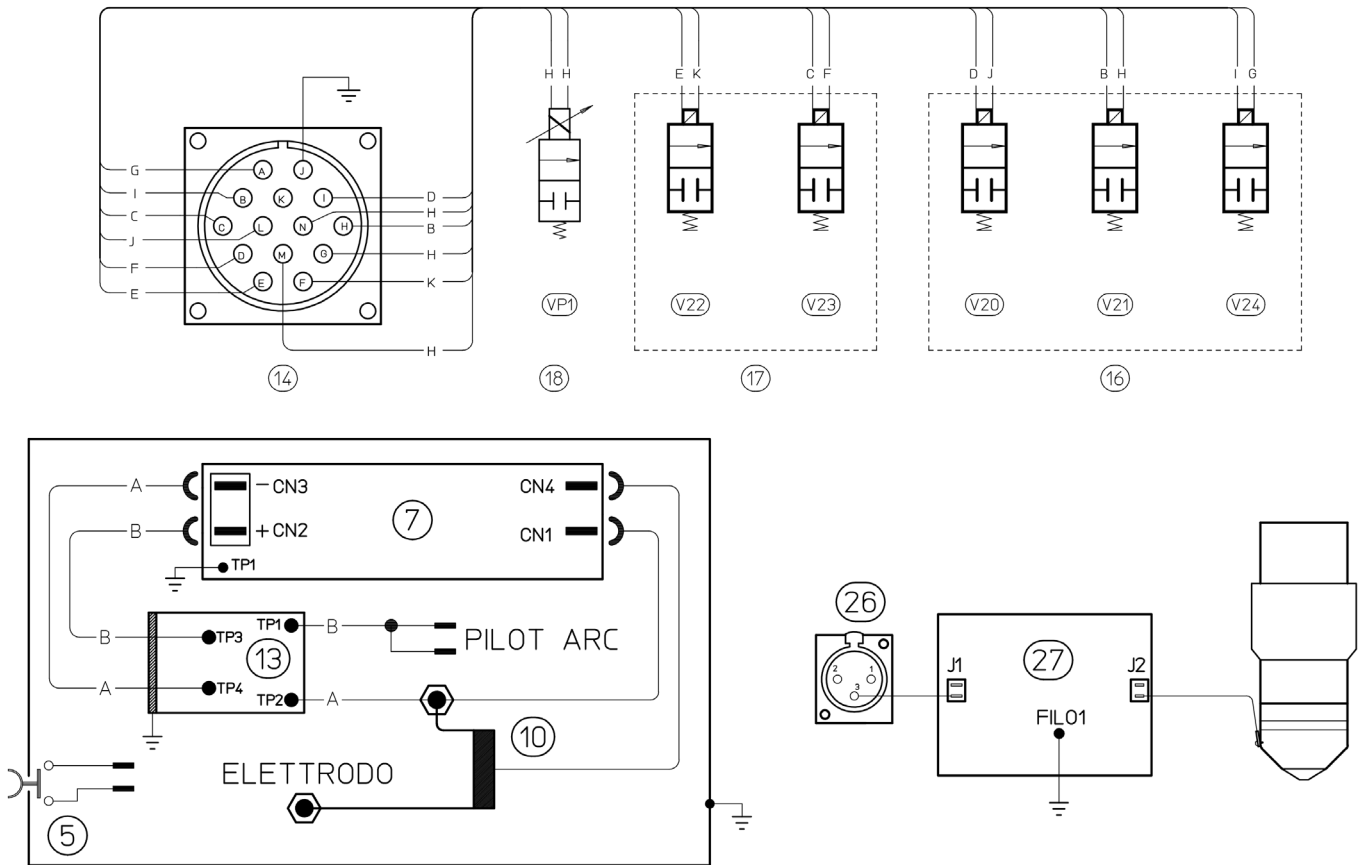 H H E K C F D J B H I G
G
I
C
J
F
E
A J
B K I
C L N H
D M G
E F
D
H
B
H
K
H
VP1 V22 V23 V20 V21 V24
14 18 17 16
A - CN3 CN4
B + CN2 CN1
7
TP1
B TP3 TP1 B PILOT ARC
13
A TP4 TP2 A
10
ELETTRODO
5
26
2 1
3
J1 27 J2
FILO1